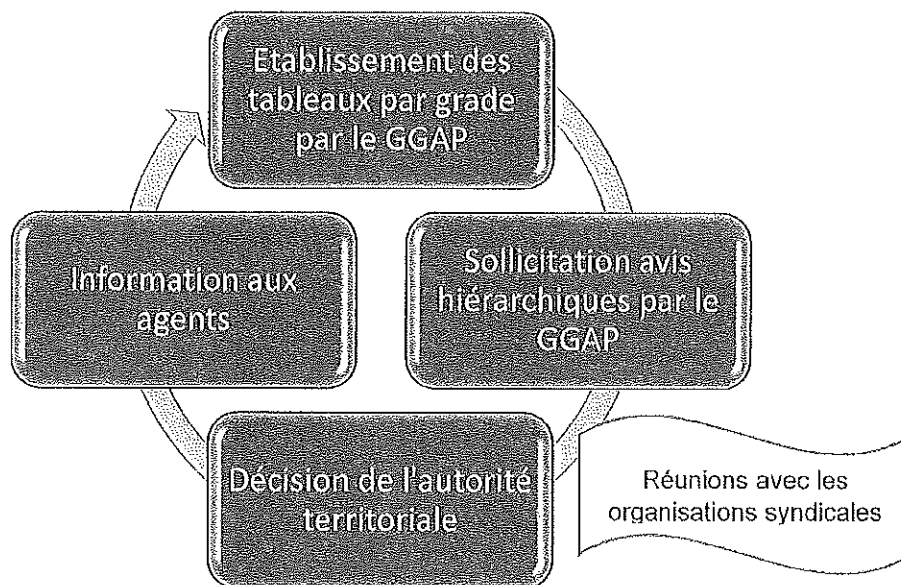 Etablissement des
tableaux par grade
par le GGAP
Sollicitation avis
hiérarchiques par le
GGAP
Réunions avec les
organisations syndicales
Décision de l'autorité
territoriale
Information aux
agents